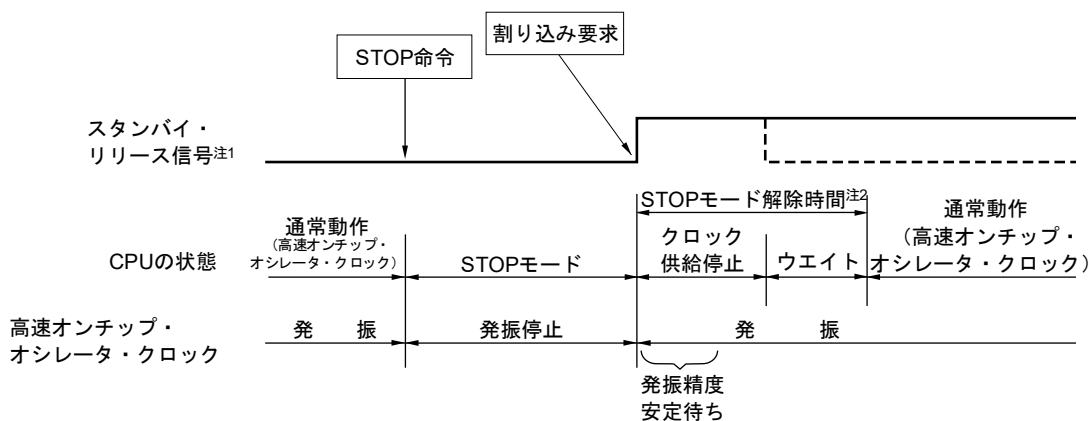 割り込み要求
STOP命令
スタンバイ・
リリース信号注1
STOPモード解除時間注2
通常動作
(高速オンチップ・
オシレータ・クロック)
CPUの状態
STOPモード
クロック
供給停止
ウエイト
通常動作
(高速オンチップ・
オシレータ・クロック)
高速オンチップ・
オシレータ・クロック
発　振
発振停止
発　振
発振精度
安定待ち